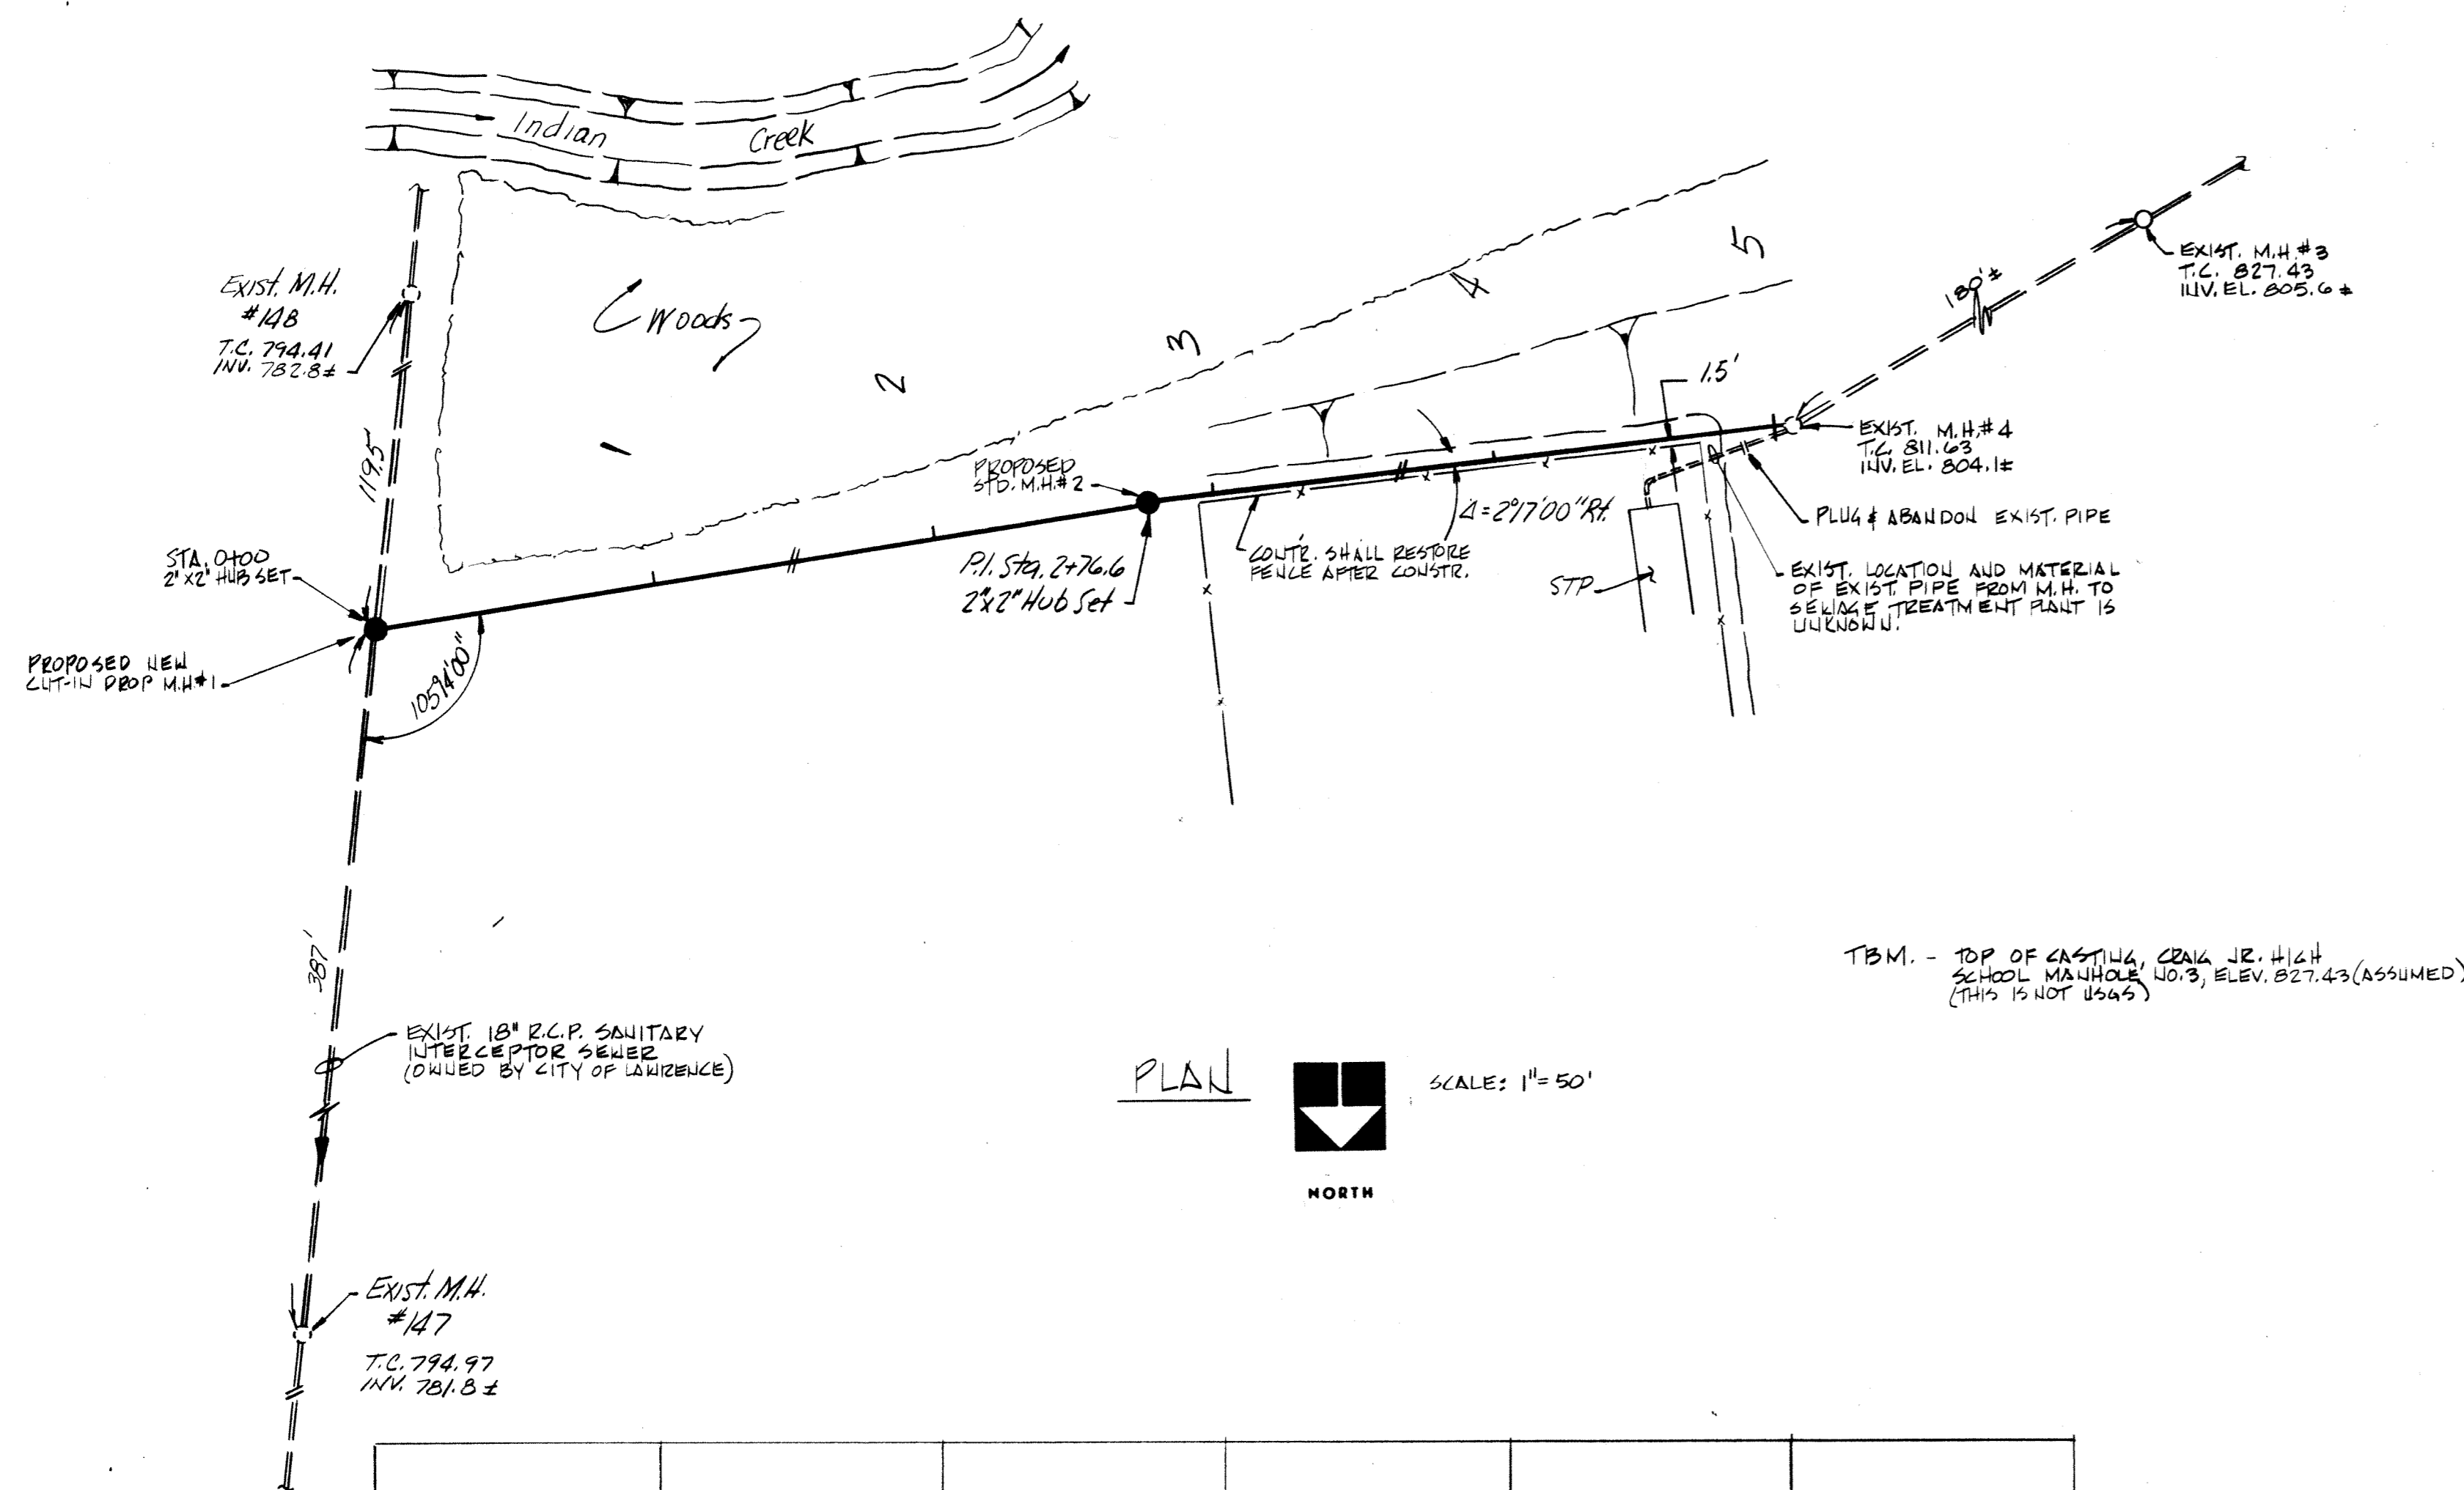 Indian Creek
Exist. M.H.
#148
T.C. 794.41
INV. 782.8±
Woods
1
2
3
4
5
119.5'
180'±
EXIST. M.H. #3
T.C. 827.43
INV. EL. 805.6±
1.5'
EXIST. M.H. #4
T.C. 811.63
INV. EL. 804.1±
PROPOSED
STD. M.H. #2
P.I. Sta. 2+76.6
2"x2" Hub Set
Δ=2°17'00" Rt.
CONTR. SHALL RESTORE
FENCE AFTER CONSTR.
STP
PLUG & ABANDON EXIST. PIPE
EXIST. LOCATION AND MATERIAL
OF EXIST. PIPE FROM M.H. TO
SEWAGE TREATMENT PLANT IS
UNKNOWN.
STA. 0+00
2"x2" HUB SET
PROPOSED NEW
CUT-IN DROP M.H. #1
105°14'00"
387'
EXIST. 18" R.C.P. SANITARY
INTERCEPTOR SEWER
(OWNED BY CITY OF LAWRENCE)
TBM. - TOP OF CASTING, CRAIG JR. HIGH
SCHOOL MANHOLE NO. 3, ELEV. 827.43 (ASSUMED)
(THIS IS NOT USGS)
PLAN
SCALE: 1"=50'
NORTH
Exist. M.H.
#147
T.C. 794.97
INV. 781.8±